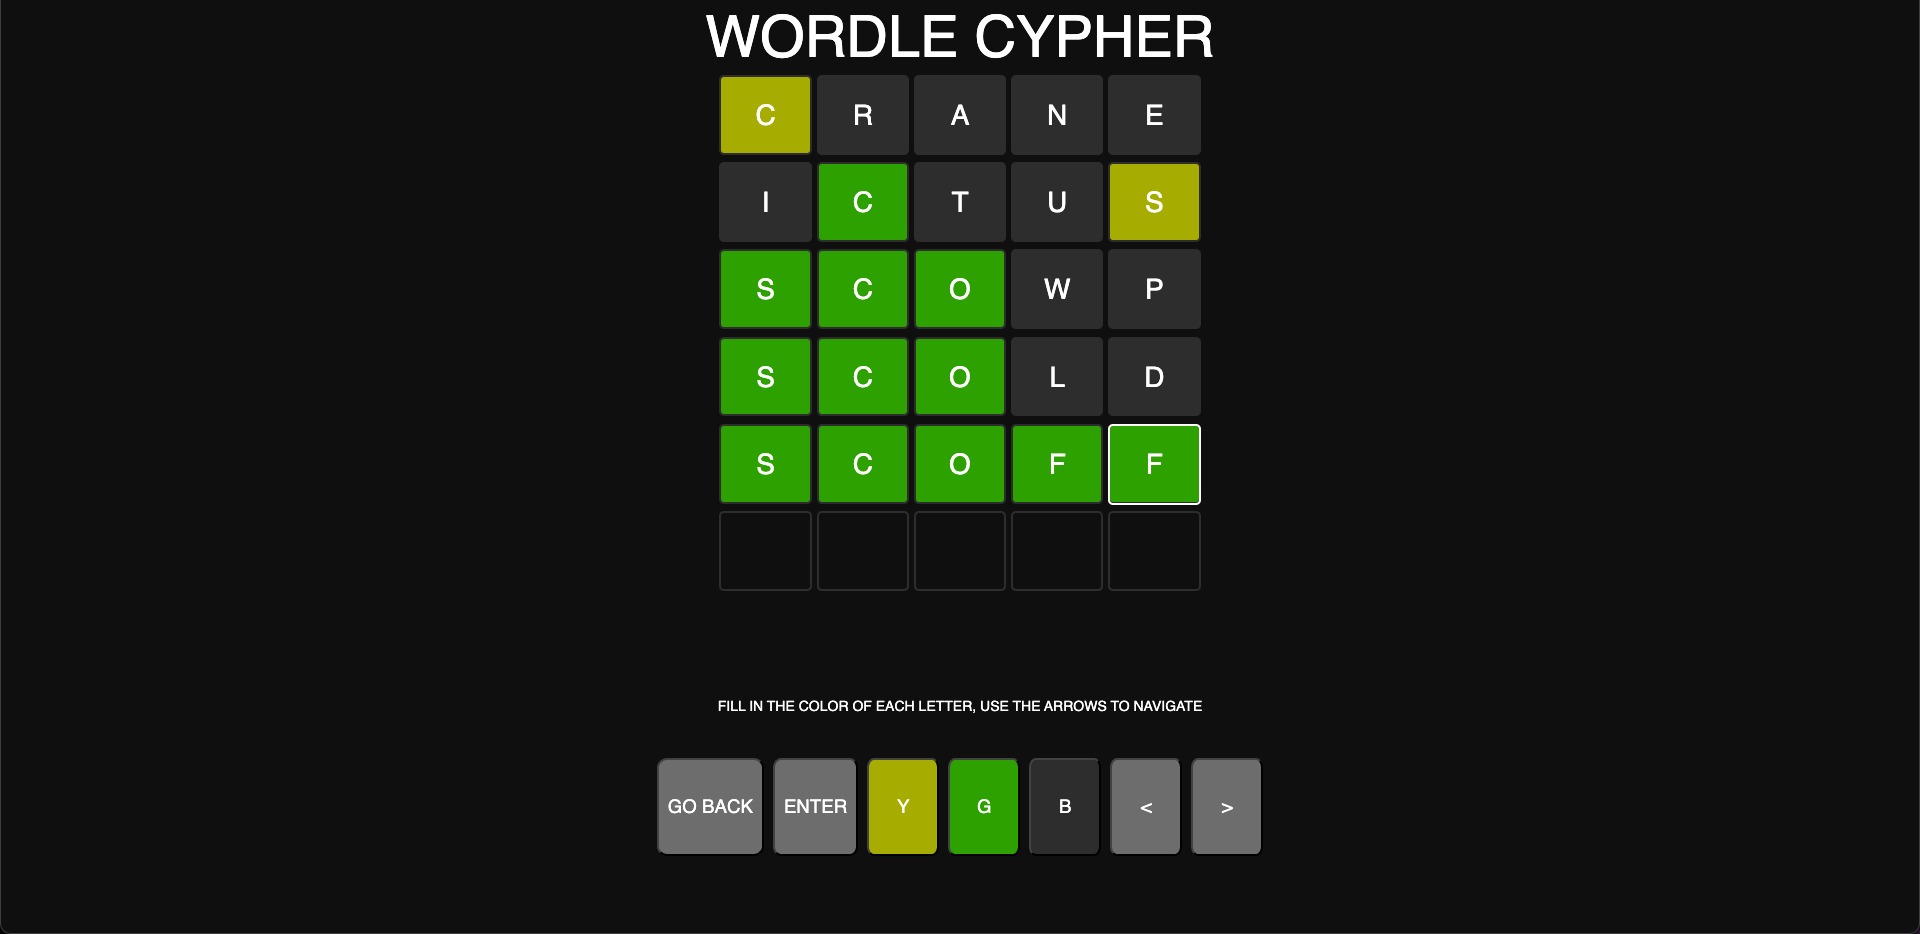 WORDLE CYPHER
C R A N E
I C T U S
S C O W P
S C O L D
S C O F F
FILL IN THE COLOR OF EACH LETTER, USE THE ARROWS TO NAVIGATE
GO BACK ENTER Y G B < >